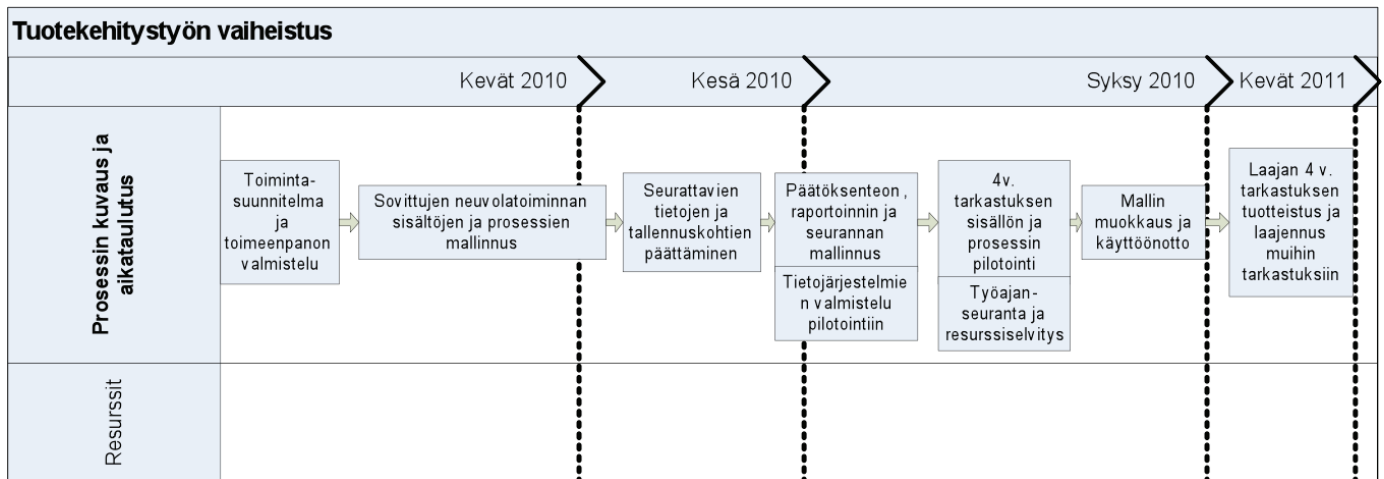 Tuotekehitystyön vaiheistus
Kevät 2010
Kesä 2010
Syksy 2010
Kevät 2011
Prosessin kuvaus ja
aikataulutus
Toiminta-
suunnitelma
ja
toimeenpanon
valmistelu
Sovittujen neuvolatoiminnan
sisältöjen ja prosessien
mallinnus
Seurattavien
tietojen ja
tallennuskohtien
päättäminen
Päätöksenteon ,
raportoinnin ja
seurannan
mallinnus
Tietojärjestelmie
n valmistelu
pilotointiin
4v.
tarkastuksen
sisällön ja
prosessin
pilotointi
Työajan-
seuranta ja
resurssiselvitys
Mallin
muokkaus ja
käyttöönotto
Laajan 4 v.
tarkastuksen
tuotteistus ja
laajennus
muihin
tarkastuksiin
Resurssit